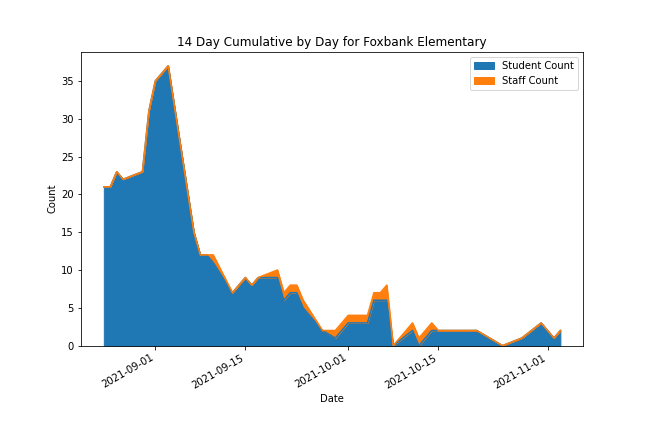 14 Day Cumulative by Day for Foxbank Elementary
Student Count
Staff Count
Count
35
30
25
20
15
10
5
0
2021-09-01
2021-09-15
2021-10-01
2021-10-15
2021-11-01
Date